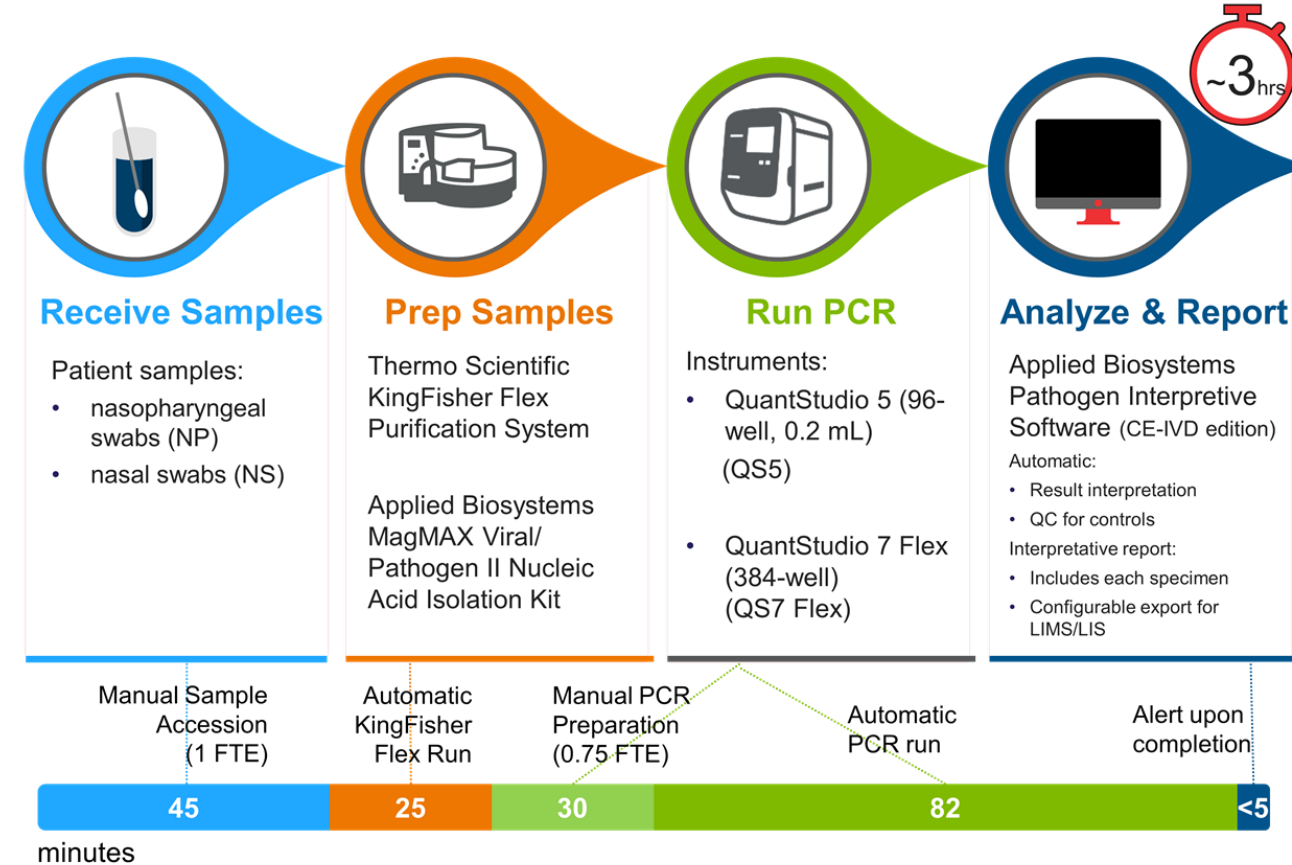 ~3hrs
Receive Samples
Patient samples:
• nasopharyngeal
swabs (NP)
• nasal swabs (NS)
Prep Samples
Thermo Scientific
KingFisher Flex
Purification System
Applied Biosystems
MagMAX Viral/
Pathogen II Nucleic
Acid Isolation Kit
Run PCR
Instruments:
• QuantStudio 5 (96-
well, 0.2 mL)
(QS5)
• QuantStudio 7 Flex
(384-well)
(QS7 Flex)
Analyze & Report
Applied Biosystems
Pathogen Interpretive
Software (CE-IVD edition)
Automatic:
• Result interpretation
• QC for controls
Interpretative report:
• Includes each specimen
• Configurable export for
LIMS/LIS
Manual Sample
Accession
(1 FTE)
Automatic
KingFisher
Flex Run
Manual PCR
Preparation
(0.75 FTE)
Automatic
PCR run
Alert upon
completion
45 25 30 82 <5
minutes